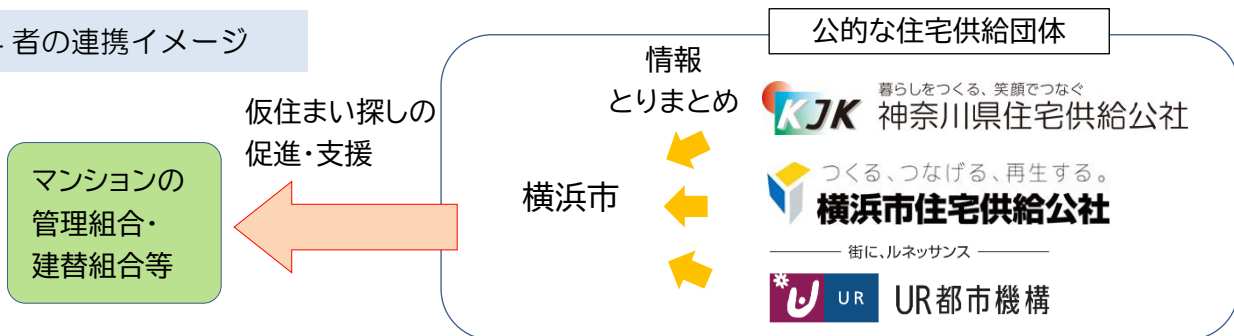 者の連携イメージ
公的な住宅供給団体
情報
とりまとめ
仮住まい探しの
促進・支援
マンションの
管理組合・
建替組合等
横浜市
KJK
暮らしをつくる、笑顔でつなぐ
神奈川県住宅供給公社
つくる、つなげる、再生する。
横浜市住宅供給公社
街に、ルネッサンス
UR
UR都市機構